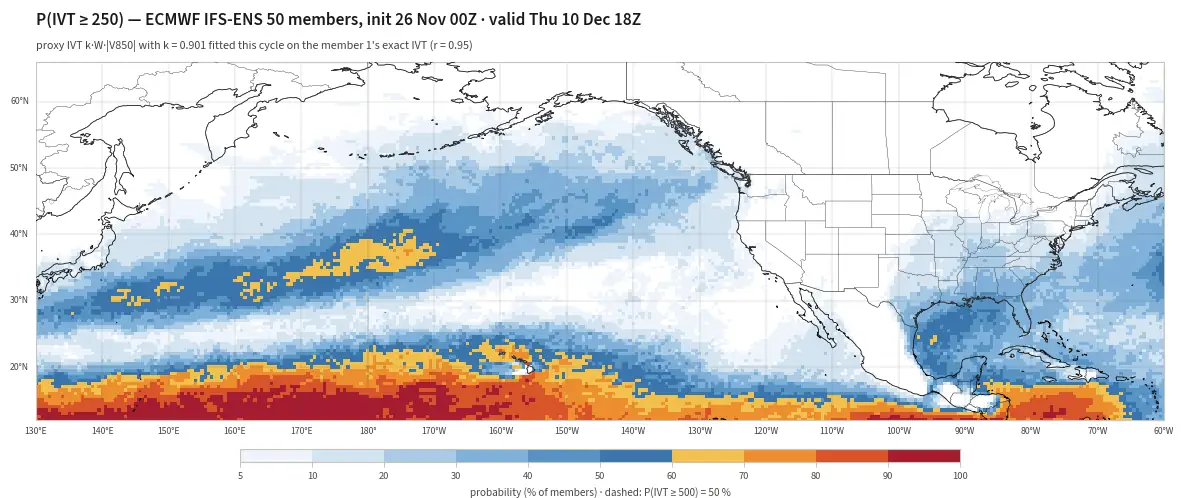 P(IVT ≥ 250) — ECMWF IFS-ENS 50 members, init 26 Nov 00Z · valid Thu 10 Dec 18Z
proxy IVT k·W·|V850| with k = 0.901 fitted this cycle on the member 1's exact IVT (r = 0.95)
60°N
50°N
40°N
30°N
20°N
130°E 140°E 150°E 160°E 170°E 180° 170°W 160°W 150°W 140°W 130°W 120°W 110°W 100°W 90°W 80°W 70°W 60°W
5 10 20 30 40 50 60 70 80 90 100
probability (% of members) · dashed: P(IVT ≥ 500) = 50 %